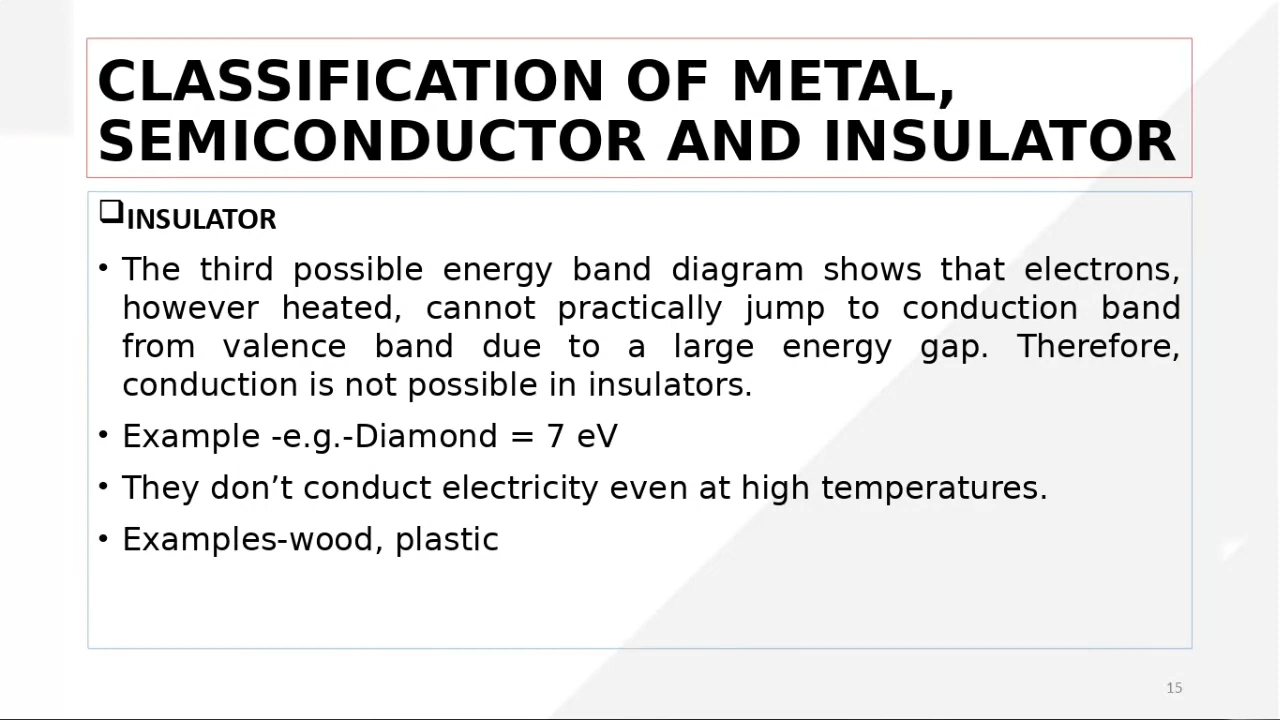 CLASSIFICATION OF METAL,
SEMICONDUCTOR AND INSULATOR
❑INSULATOR
• The third possible energy band diagram shows that electrons,
however heated, cannot practically jump to conduction band
from valence band due to a large energy gap. Therefore,
conduction is not possible in insulators.
• Example -e.g.-Diamond = 7 eV
• They don’t conduct electricity even at high temperatures.
• Examples-wood, plastic
15